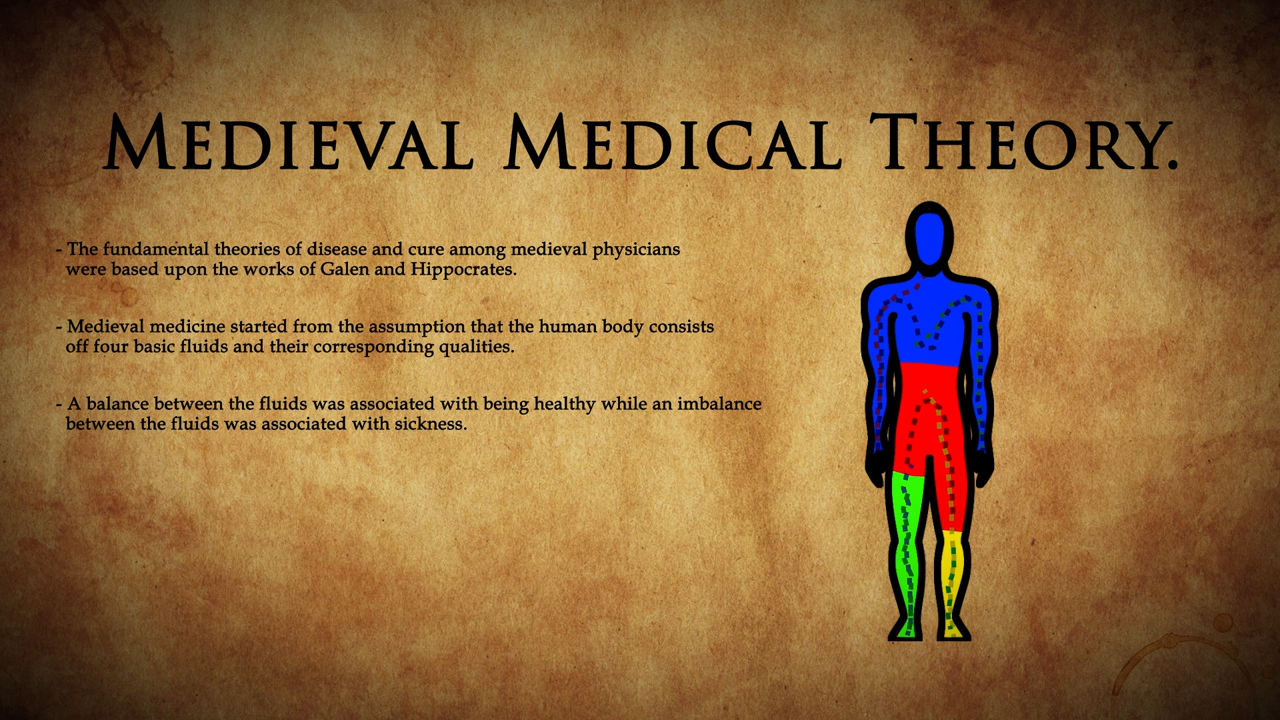 Medieval Medical Theory.
- The fundamental theories of disease and cure among medieval physicians
were based upon the works of Galen and Hippocrates.
- Medieval medicine started from the assumption that the human body consists
off four basic fluids and their corresponding qualities.
- A balance between the fluids was associated with being healthy while an imbalance
between the fluids was associated with sickness.